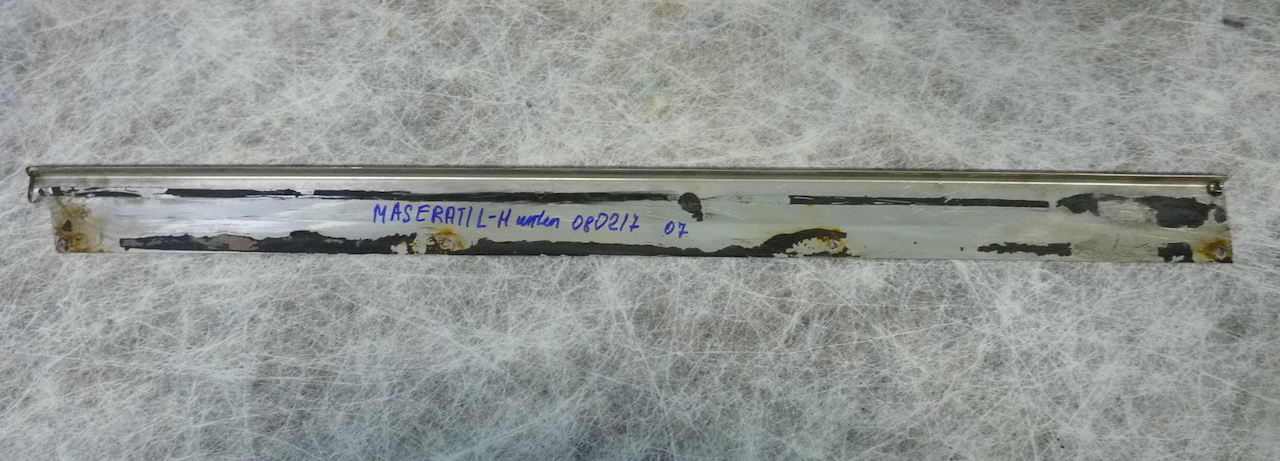 MASERATI L-H unten 080217 07